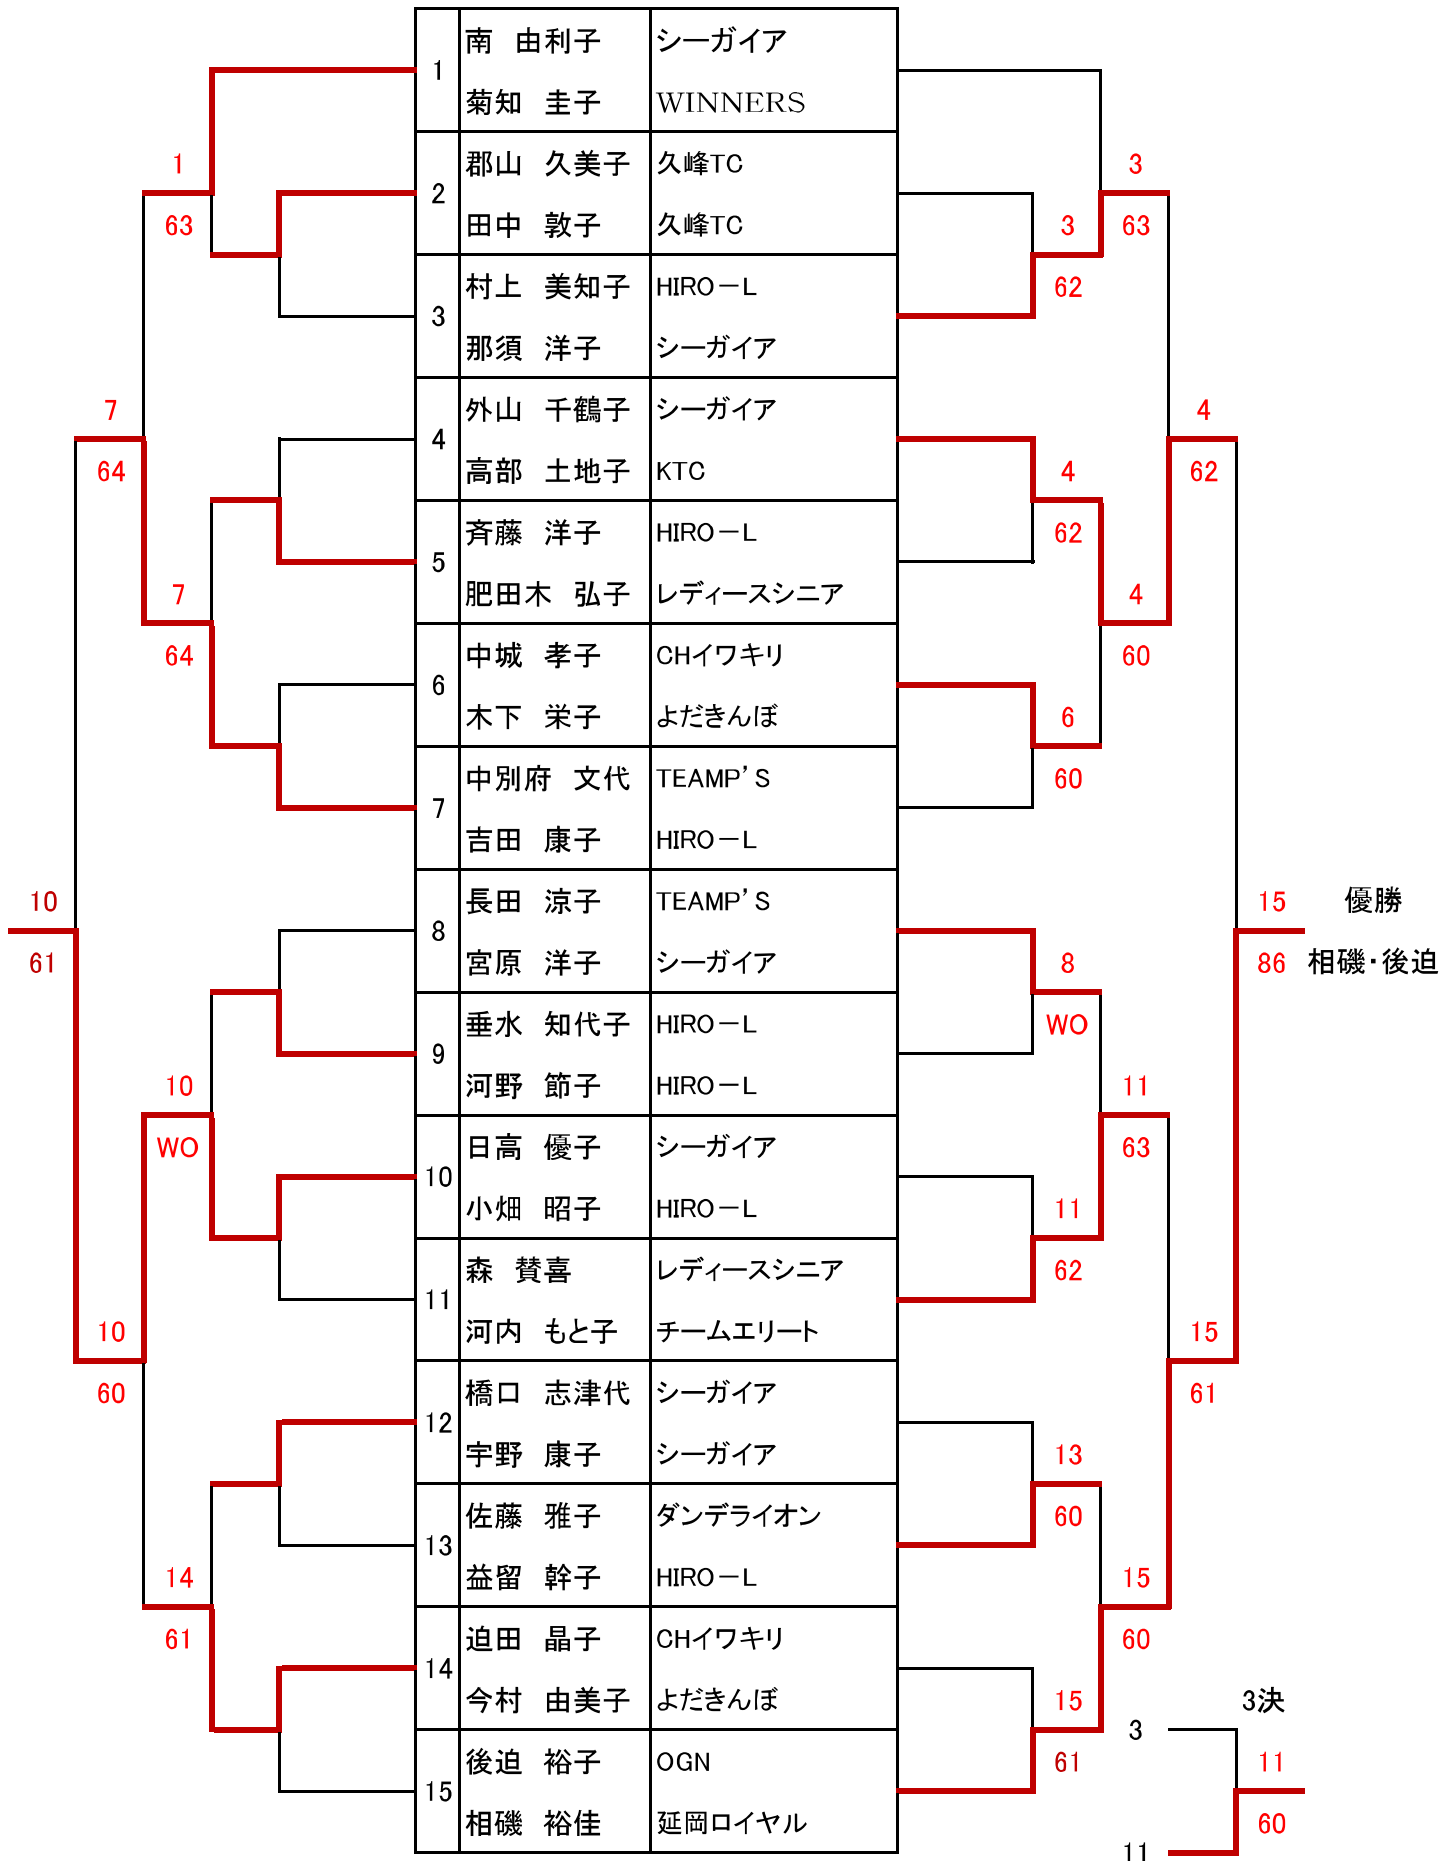 南 由利子 シーガイア
1
菊知 圭子 WINNERS
1 郡山 久美子 久峰TC 3
2
63 田中 敦子 久峰TC 3 63
村上 美知子 HIRO－L 62
3
那須 洋子 シーガイア
7 外山 千鶴子 シーガイア 4
4
64 高部 土地子 KTC 4 62
斉藤 洋子 HIRO－L 62
5
7 肥田木 弘子 レディースシニア 4
64 中城 孝子 CHイワキリ 60
6
木下 栄子 よだきんぼ 6
中別府 文代 TEAMP’S 60
7
吉田 康子 HIRO－L
10 長田 涼子 TEAMP’S 15 優勝
8
61 宮原 洋子 シーガイア 8 86 相磯・後迫
垂水 知代子 HIRO－L WO
9
10 河野 節子 HIRO－L 11
WO 日高 優子 シーガイア 63
10
小畑 昭子 HIRO－L 11
森 賛喜 レディースシニア 62
11
10 河内 もと子 チームエリート 15
60 橋口 志津代 シーガイア 61
12
宇野 康子 シーガイア 13
佐藤 雅子 ダンデライオン 60
13
14 益留 幹子 HIRO－L 15
61 迫田 晶子 CHイワキリ 60
14
今村 由美子 よだきんぼ 15 3決
3
後迫 裕子 OGN 61 11
15
相磯 裕佳 延岡ロイヤル 60
11